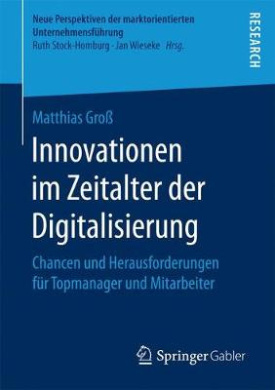 Neue Perspektiven der marktorientierten
Unternehmensführung
Ruth Stock-Homburg · Jan Wieseke Hrsg.
RESEARCH
Matthias Groß
Innovationen
im Zeitalter der
Digitalisierung
Chancen und Herausforderungen
für Topmanager und Mitarbeiter
Springer Gabler